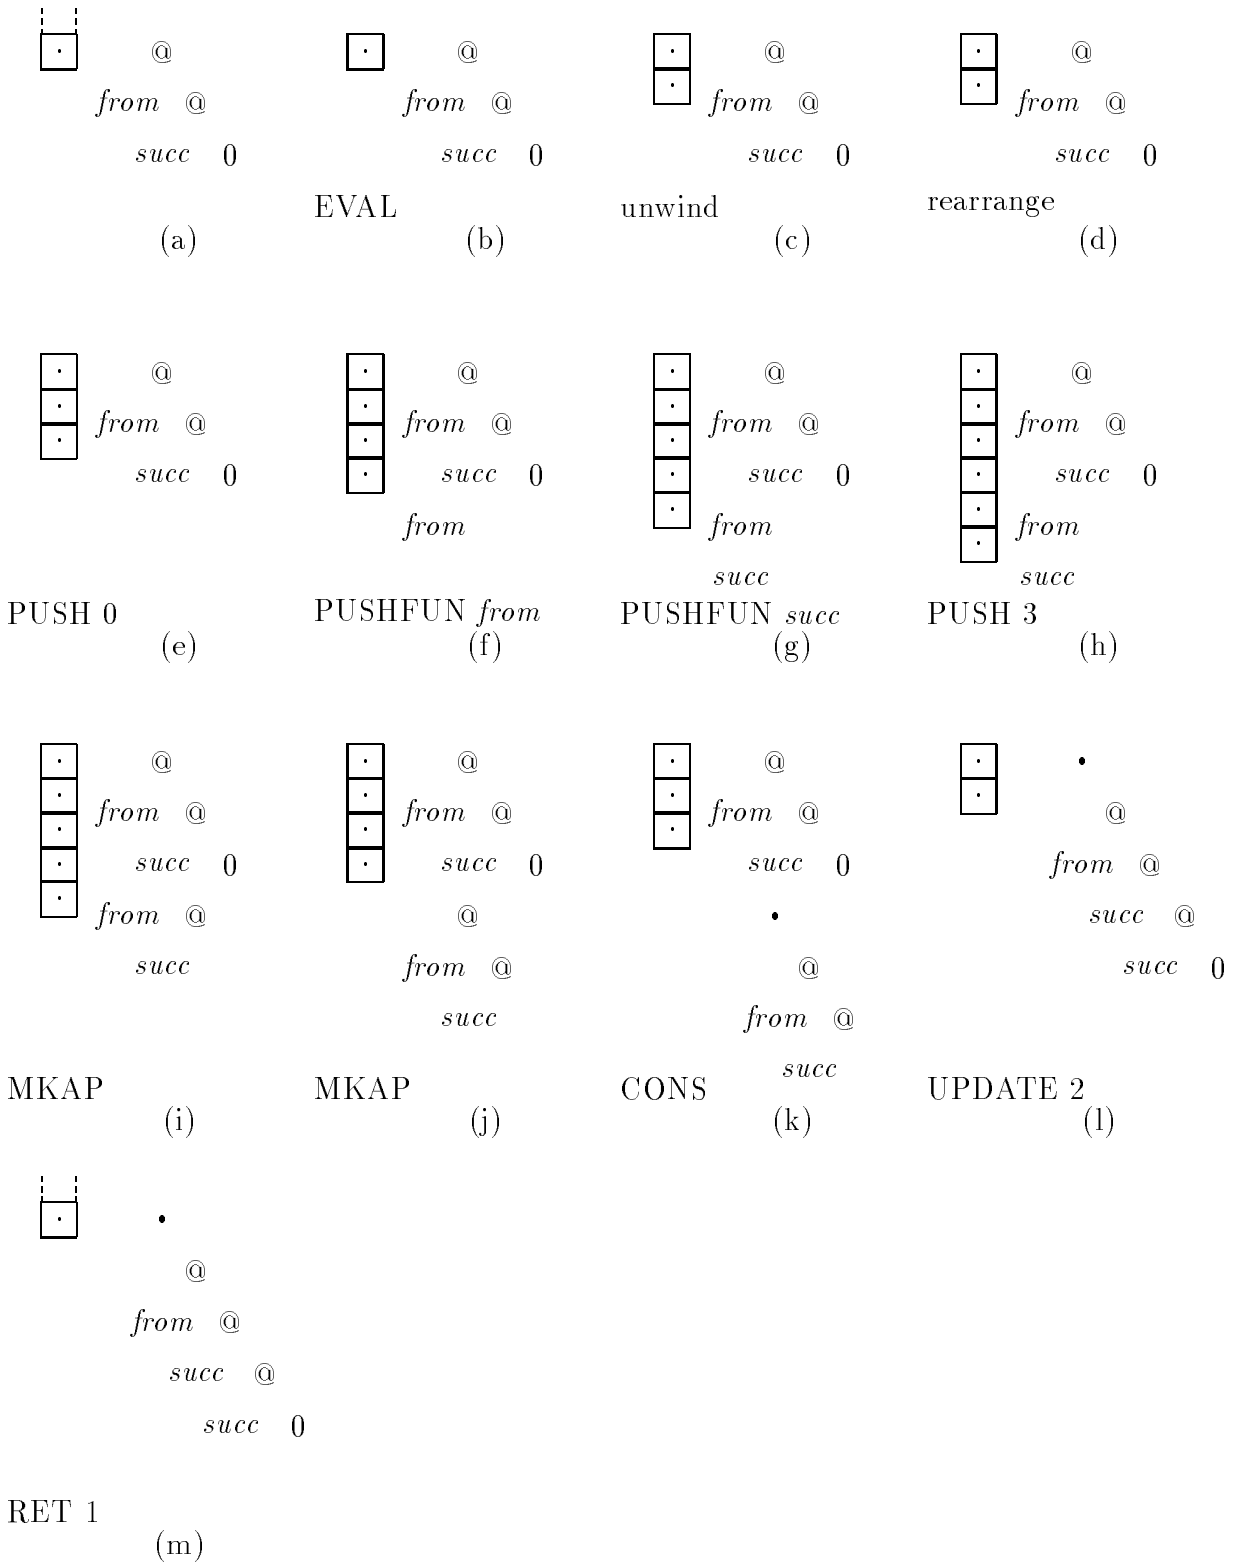 @ @ @ @
from @ from @ from @ from @
succ 0 succ 0 succ 0 succ 0
EVAL unwind rearrange
(a) (b) (c) (d)
@ @ @ @
from @ from @ from @ from @
succ 0 succ 0 succ 0 succ 0
from from from
succ succ
PUSH 0 PUSHFUN from PUSHFUN succ PUSH 3
(e) (f) (g) (h)
@ @ @
from @ from @ from @ @
succ 0 succ 0 succ 0 from @
from @ @ succ @
succ from @ @ succ 0
succ from @
succ
MKAP MKAP CONS UPDATE 2
(i) (j) (k) (l)
@
from @
succ @
succ 0
RET 1
(m)